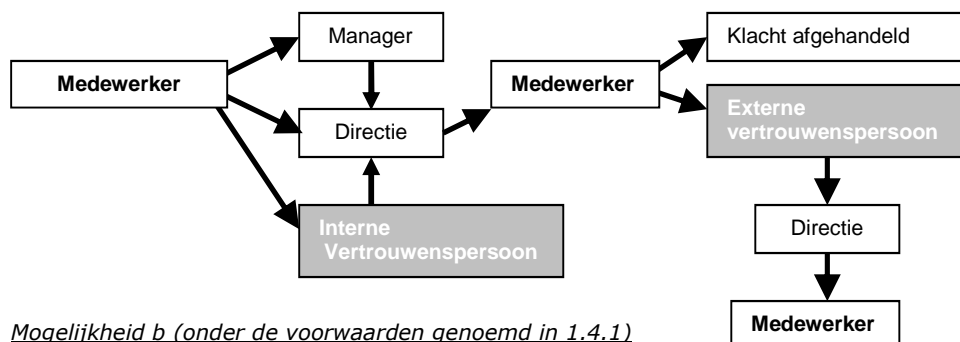 Manager
Klacht afgehandeld
Medewerker
Medewerker
Directie
Externe
vertrouwenspersoon
Interne
Vertrouwenspersoon
Directie
Mogelijkheid b (onder de voorwaarden genoemd in 1.4.1)
Medewerker